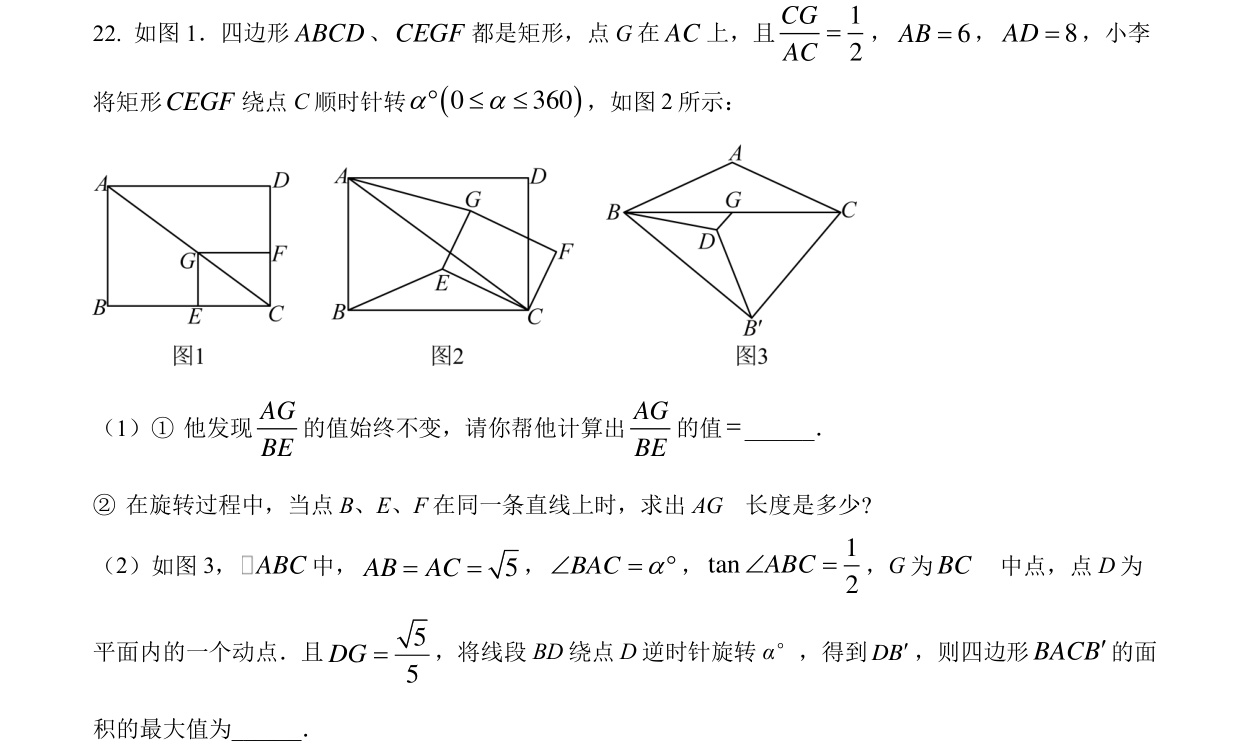 22. 如图 1．四边形 ABCD 、CEGF 都是矩形，点 G 在 AC 上，且 CG/AC = 1/2，AB = 6，AD = 8，小李
将矩形 CEGF 绕点 C 顺时针转 α°(0 ≤ α ≤ 360)，如图 2 所示：
A D G F B E C
图1
A D G F E B C
图2
A B G C D B′
图3
（1）① 他发现 AG/BE 的值始终不变，请你帮他计算出 AG/BE 的值 = ______．
② 在旋转过程中，当点 B、E、F 在同一条直线上时，求出 AG 长度是多少?
（2）如图 3，□ABC 中，AB = AC = √5，∠BAC = α°，tan∠ABC = 1/2，G 为 BC 中点，点 D 为
平面内的一个动点．且 DG = √5/5，将线段 BD 绕点 D 逆时针旋转 α°，得到 DB′，则四边形 BACB′ 的面
积的最大值为______．